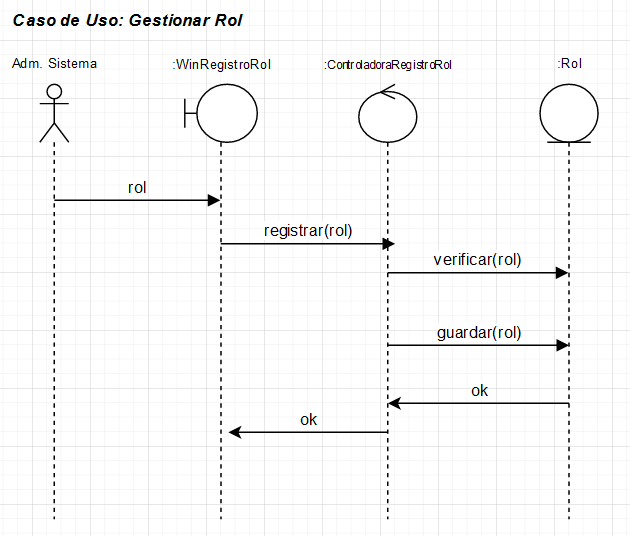 Caso de Uso: Gestionar Rol
Adm. Sistema
:WinRegistroRol
:ControladoraRegistroRol
:Rol
rol
registrar(rol)
verificar(rol)
guardar(rol)
ok
ok